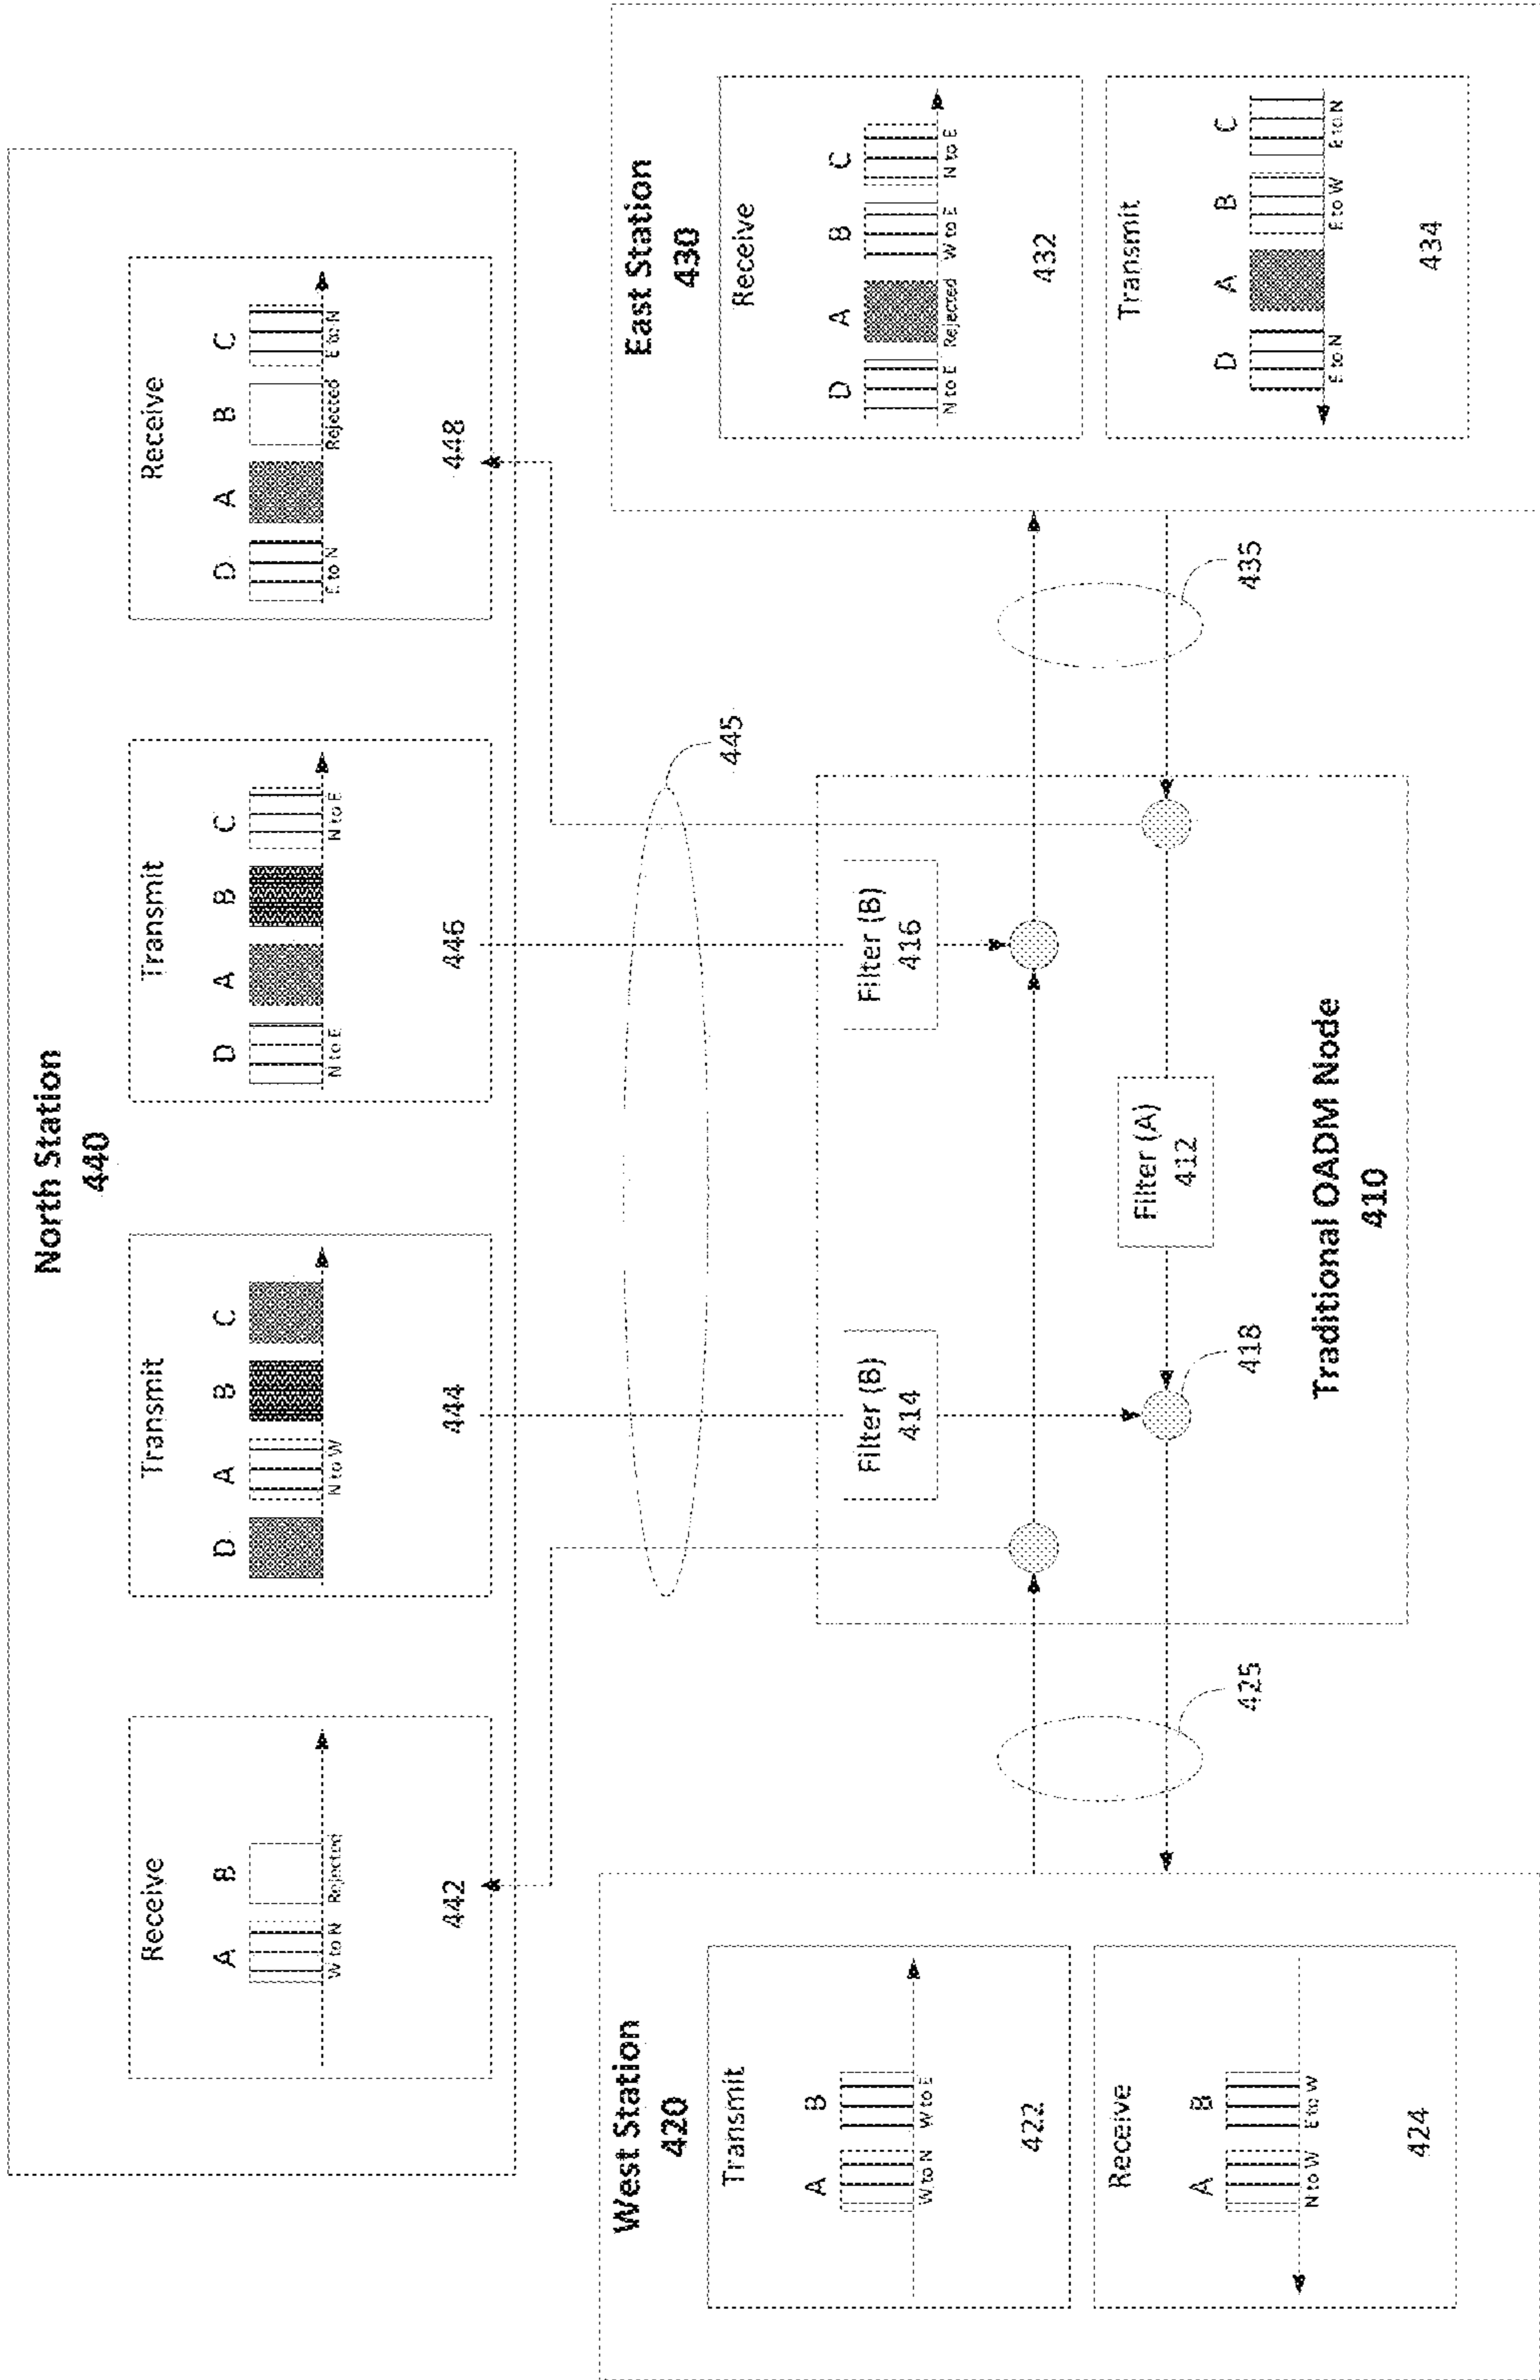 North Station
440
Receive
A B
W to N Rejected
442
Transmit
D A B C
N to W
444
Transmit
D A B C
N to E N to E
446
Receive
D A B C
E to N Rejected E to N
448
445
West Station
420
Transmit
A B
W to N W to E
422
Receive
A B
N to W E to W
424
425
Filter (B)
414
Filter (B)
416
Filter (A)
412
418
Traditional OADM Node
410
435
East Station
430
Receive
D A B C
N to E Rejected W to E N to E
432
Transmit
D A B C
E to N E to W E to N
434